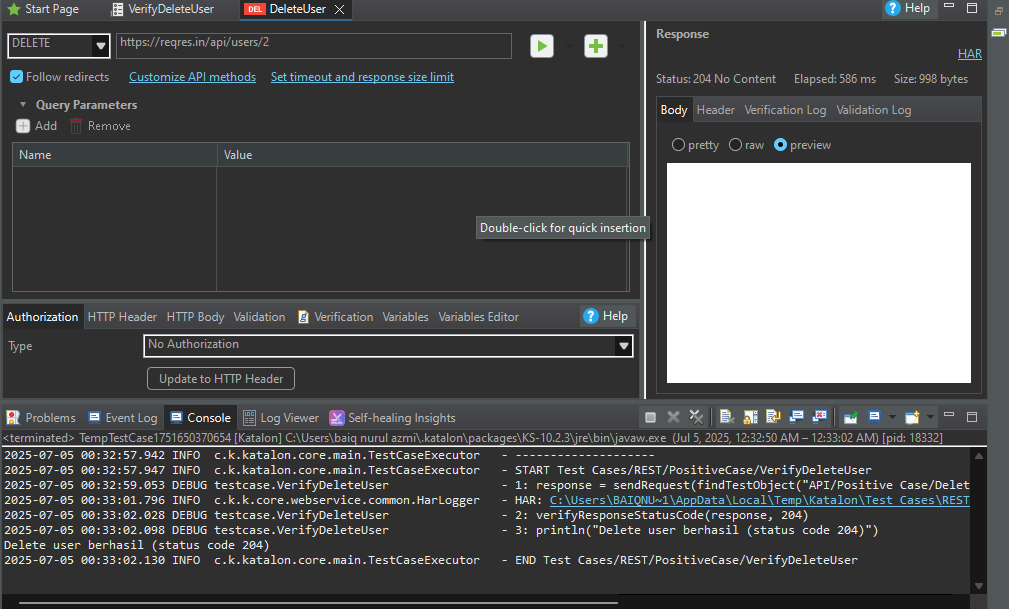 Start Page
VerifyDeleteUser
DEL DeleteUser
Help
DELETE
https://reqres.in/api/users/2
Follow redirects
Customize API methods
Set timeout and response size limit
Query Parameters
Add
Remove
Name
Value
Double-click for quick insertion
Response
HAR
Status: 204 No Content Elapsed: 586 ms Size: 998 bytes
Body Header Verification Log Validation Log
pretty raw preview
Authorization HTTP Header HTTP Body Validation Verification Variables Variables Editor Help
Type
No Authorization
Update to HTTP Header
Problems Event Log Console Log Viewer Self-healing Insights
<terminated> TempTestCase1751650370654 [Katalon] C:\Users\baiq nurul azmi\.katalon\packages\KS-10.2.3\jre\bin\javaw.exe (Jul 5, 2025, 12:32:50 AM – 12:33:02 AM) [pid: 18332]
2025-07-05 00:32:57.942 INFO c.k.katalon.core.main.TestCaseExecutor - --------------------
2025-07-05 00:32:57.947 INFO c.k.katalon.core.main.TestCaseExecutor - START Test Cases/REST/PositiveCase/VerifyDeleteUser
2025-07-05 00:32:59.053 DEBUG testcase.VerifyDeleteUser - 1: response = sendRequest(findTestObject("API/Positive Case/Delet
2025-07-05 00:33:01.796 INFO c.k.k.core.webservice.common.HarLogger - HAR: C:\Users\BAIQNU~1\AppData\Local\Temp\Katalon\Test Cases\REST
2025-07-05 00:33:02.028 DEBUG testcase.VerifyDeleteUser - 2: verifyResponseStatusCode(response, 204)
2025-07-05 00:33:02.098 DEBUG testcase.VerifyDeleteUser - 3: println("Delete user berhasil (status code 204)")
Delete user berhasil (status code 204)
2025-07-05 00:33:02.130 INFO c.k.katalon.core.main.TestCaseExecutor - END Test Cases/REST/PositiveCase/VerifyDeleteUser